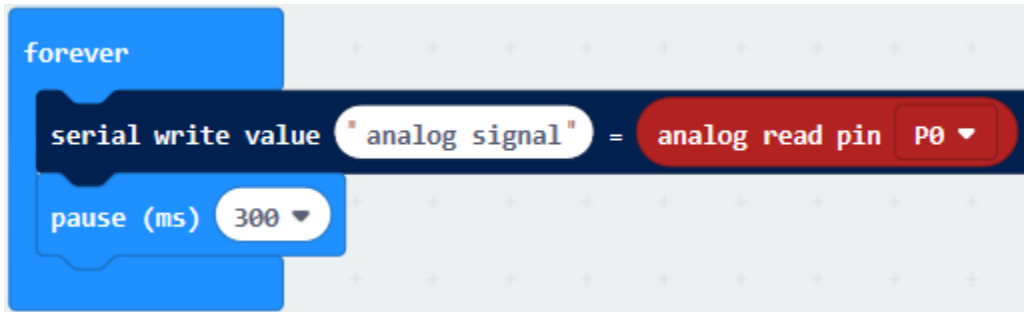 forever
serial write value "analog signal" = analog read pin P0
pause (ms) 300